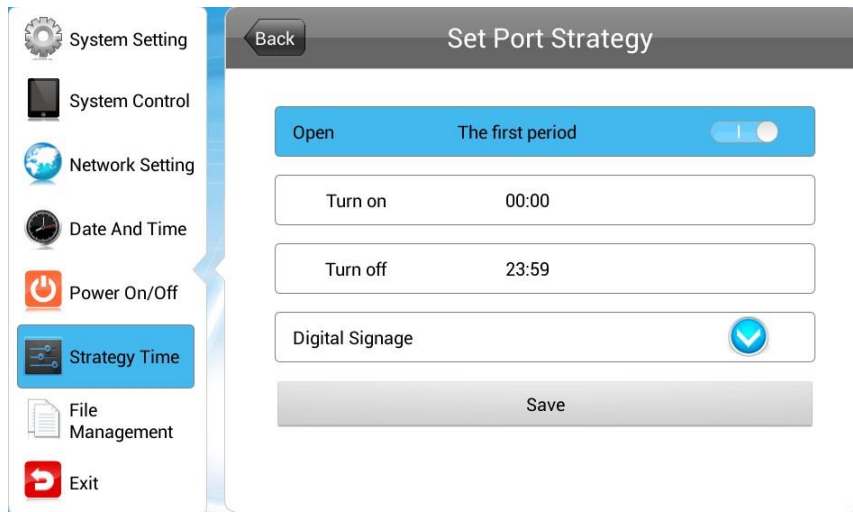 System Setting
System Control
Network Setting
Date And Time
Power On/Off
Strategy Time
File
Management
Exit
Back
Set Port Strategy
Open The first period
Turn on 00:00
Turn off 23:59
Digital Signage
Save